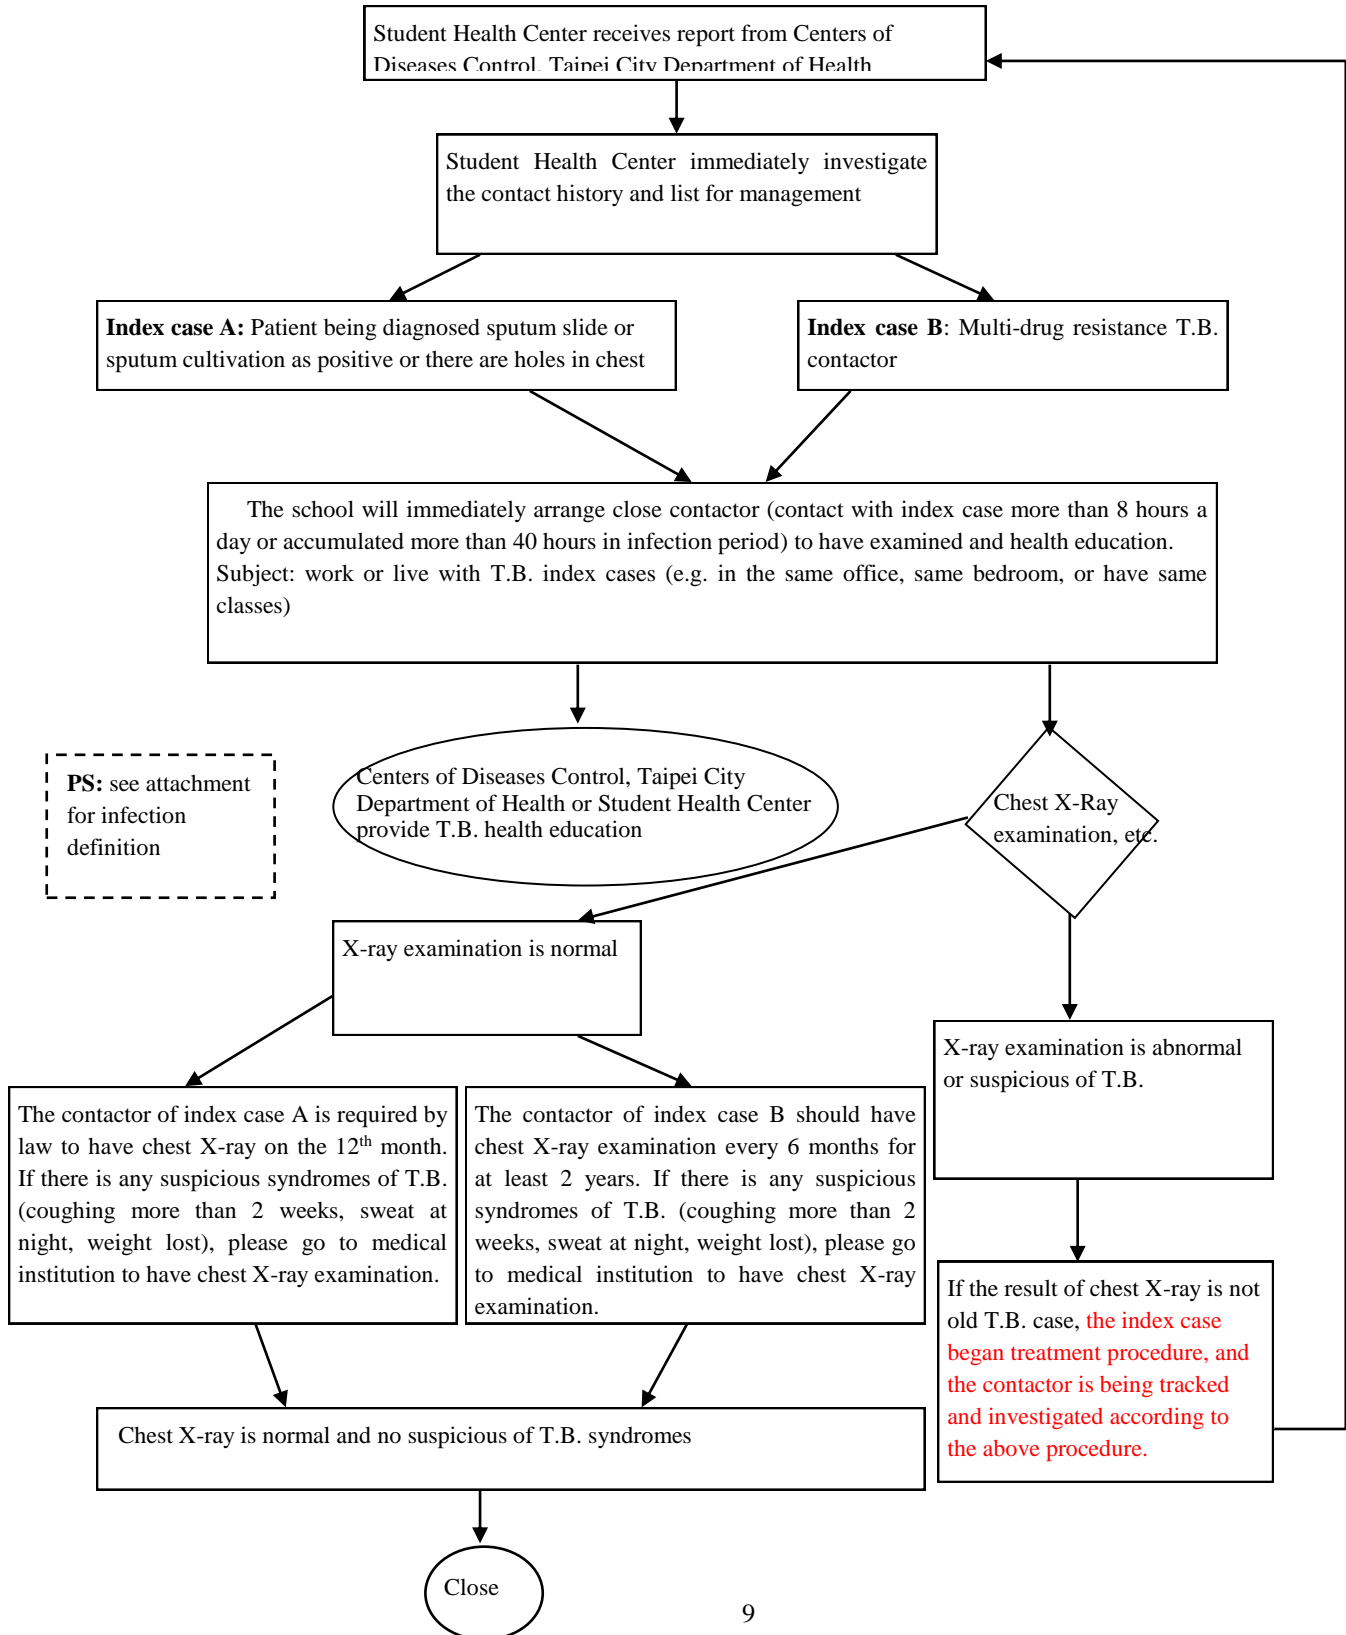 Student Health Center receives report from Centers of
Diseases Control, Taipei City Department of Health
Student Health Center immediately investigate
the contact history and list for management
Index case A: Patient being diagnosed sputum slide or
sputum cultivation as positive or there are holes in chest
Index case B: Multi-drug resistance T.B.
contactor
The school will immediately arrange close contactor (contact with index case more than 8 hours a
day or accumulated more than 40 hours in infection period) to have examined and health education.
Subject: work or live with T.B. index cases (e.g. in the same office, same bedroom, or have same
classes)
PS: see attachment
for infection
definition
Centers of Diseases Control, Taipei City
Department of Health or Student Health Center
provide T.B. health education
Chest X-Ray
examination, etc.
X-ray examination is normal
X-ray examination is abnormal
or suspicious of T.B.
The contactor of index case A is required by
law to have chest X-ray on the 12th month.
If there is any suspicious syndromes of T.B.
(coughing more than 2 weeks, sweat at
night, weight lost), please go to medical
institution to have chest X-ray examination.
The contactor of index case B should have
chest X-ray examination every 6 months for
at least 2 years. If there is any suspicious
syndromes of T.B. (coughing more than 2
weeks, sweat at night, weight lost), please go
to medical institution to have chest X-ray
examination.
If the result of chest X-ray is not
old T.B. case, the index case
began treatment procedure, and
the contactor is being tracked
and investigated according to
the above procedure.
Chest X-ray is normal and no suspicious of T.B. syndromes
Close
9